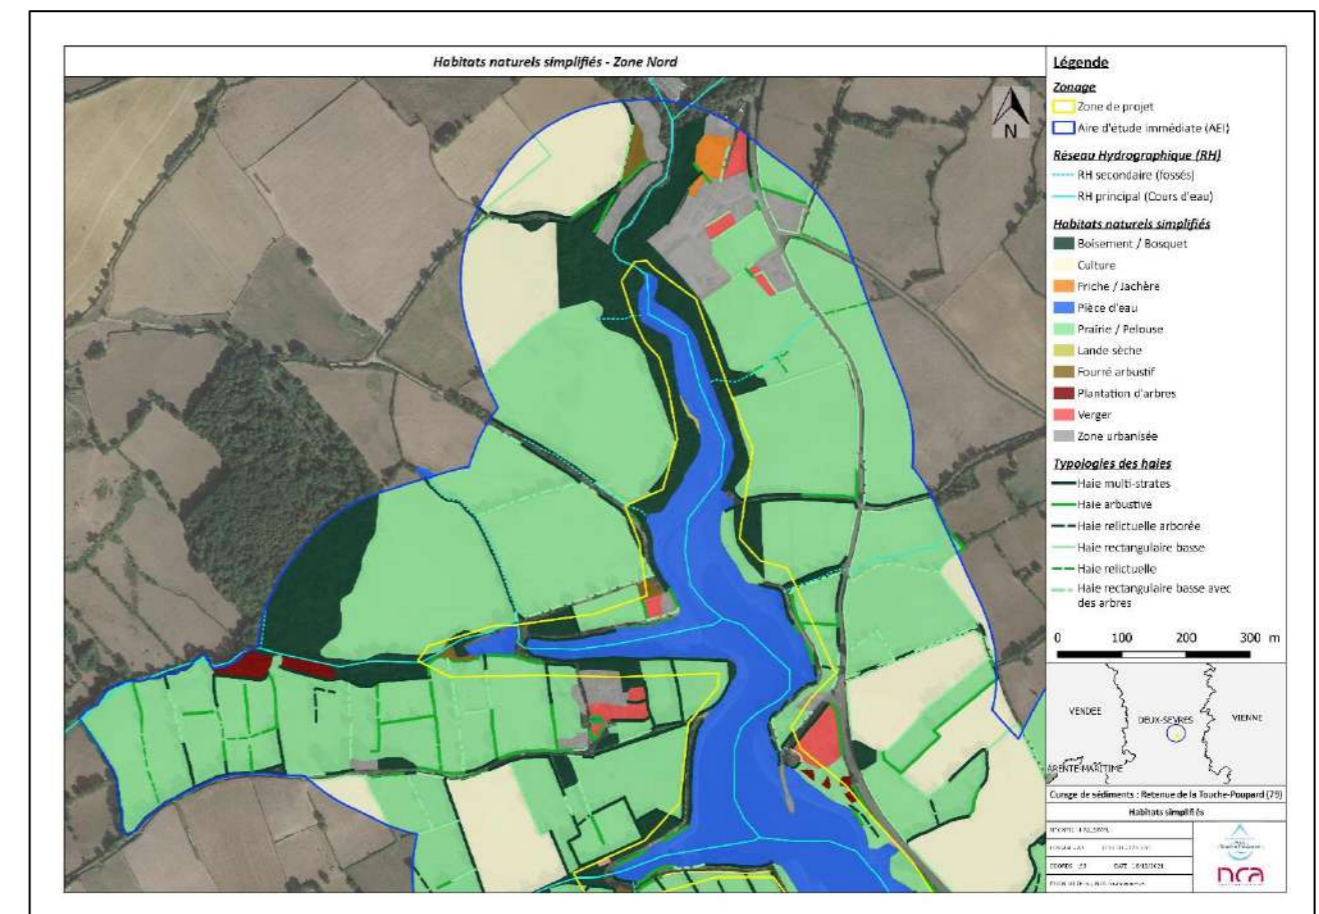 Habitats naturels simplifiés - Zone Nord
N
Légende
Zonage
Zone de projet
Aire d'étude immédiate (AEI)
Réseau Hydrographique (RH)
RH secondaire (fossés)
RH principal (Cours d'eau)
Habitats naturels simplifiés
Boisement / Bosquet
Culture
Friche / Jachère
Pièce d'eau
Prairie / Pelouse
Lande sèche
Fourré arbustif
Plantation d'arbres
Verger
Zone urbanisée
Typologies des haies
Haie multi-strates
Haie arbustive
Haie relictuelle arborée
Haie rectangulaire basse
Haie relictuelle
Haie rectangulaire basse avec
des arbres
0 100 200 300 m
VENDEE
DEUX-SEVRES
VIENNE
ARENTE-MARITIME
Curage de sédiments : Retenue de la Touche-Poupard (79)
Habitats simplifiés
DATE
nca